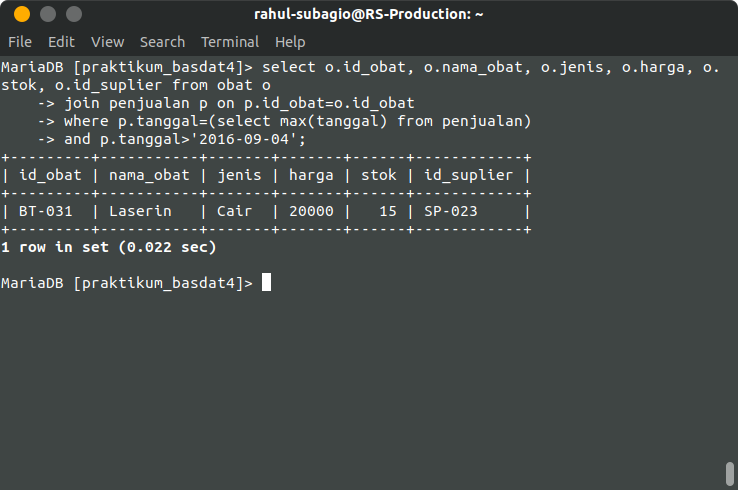 rahul-subagio@RS-Production: ~
File Edit View Search Terminal Help
MariaDB [praktikum_basdat4]> select o.id_obat, o.nama_obat, o.jenis, o.harga, o.
stok, o.id_suplier from obat o
    -> join penjualan p on p.id_obat=o.id_obat
    -> where p.tanggal=(select max(tanggal) from penjualan)
    -> and p.tanggal>'2016-09-04';
+---------+-----------+-------+-------+------+------------+
| id_obat | nama_obat | jenis | harga | stok | id_suplier |
+---------+-----------+-------+-------+------+------------+
| BT-031  | Laserin   | Cair  | 20000 |   15 | SP-023     |
+---------+-----------+-------+-------+------+------------+
1 row in set (0.022 sec)
MariaDB [praktikum_basdat4]>